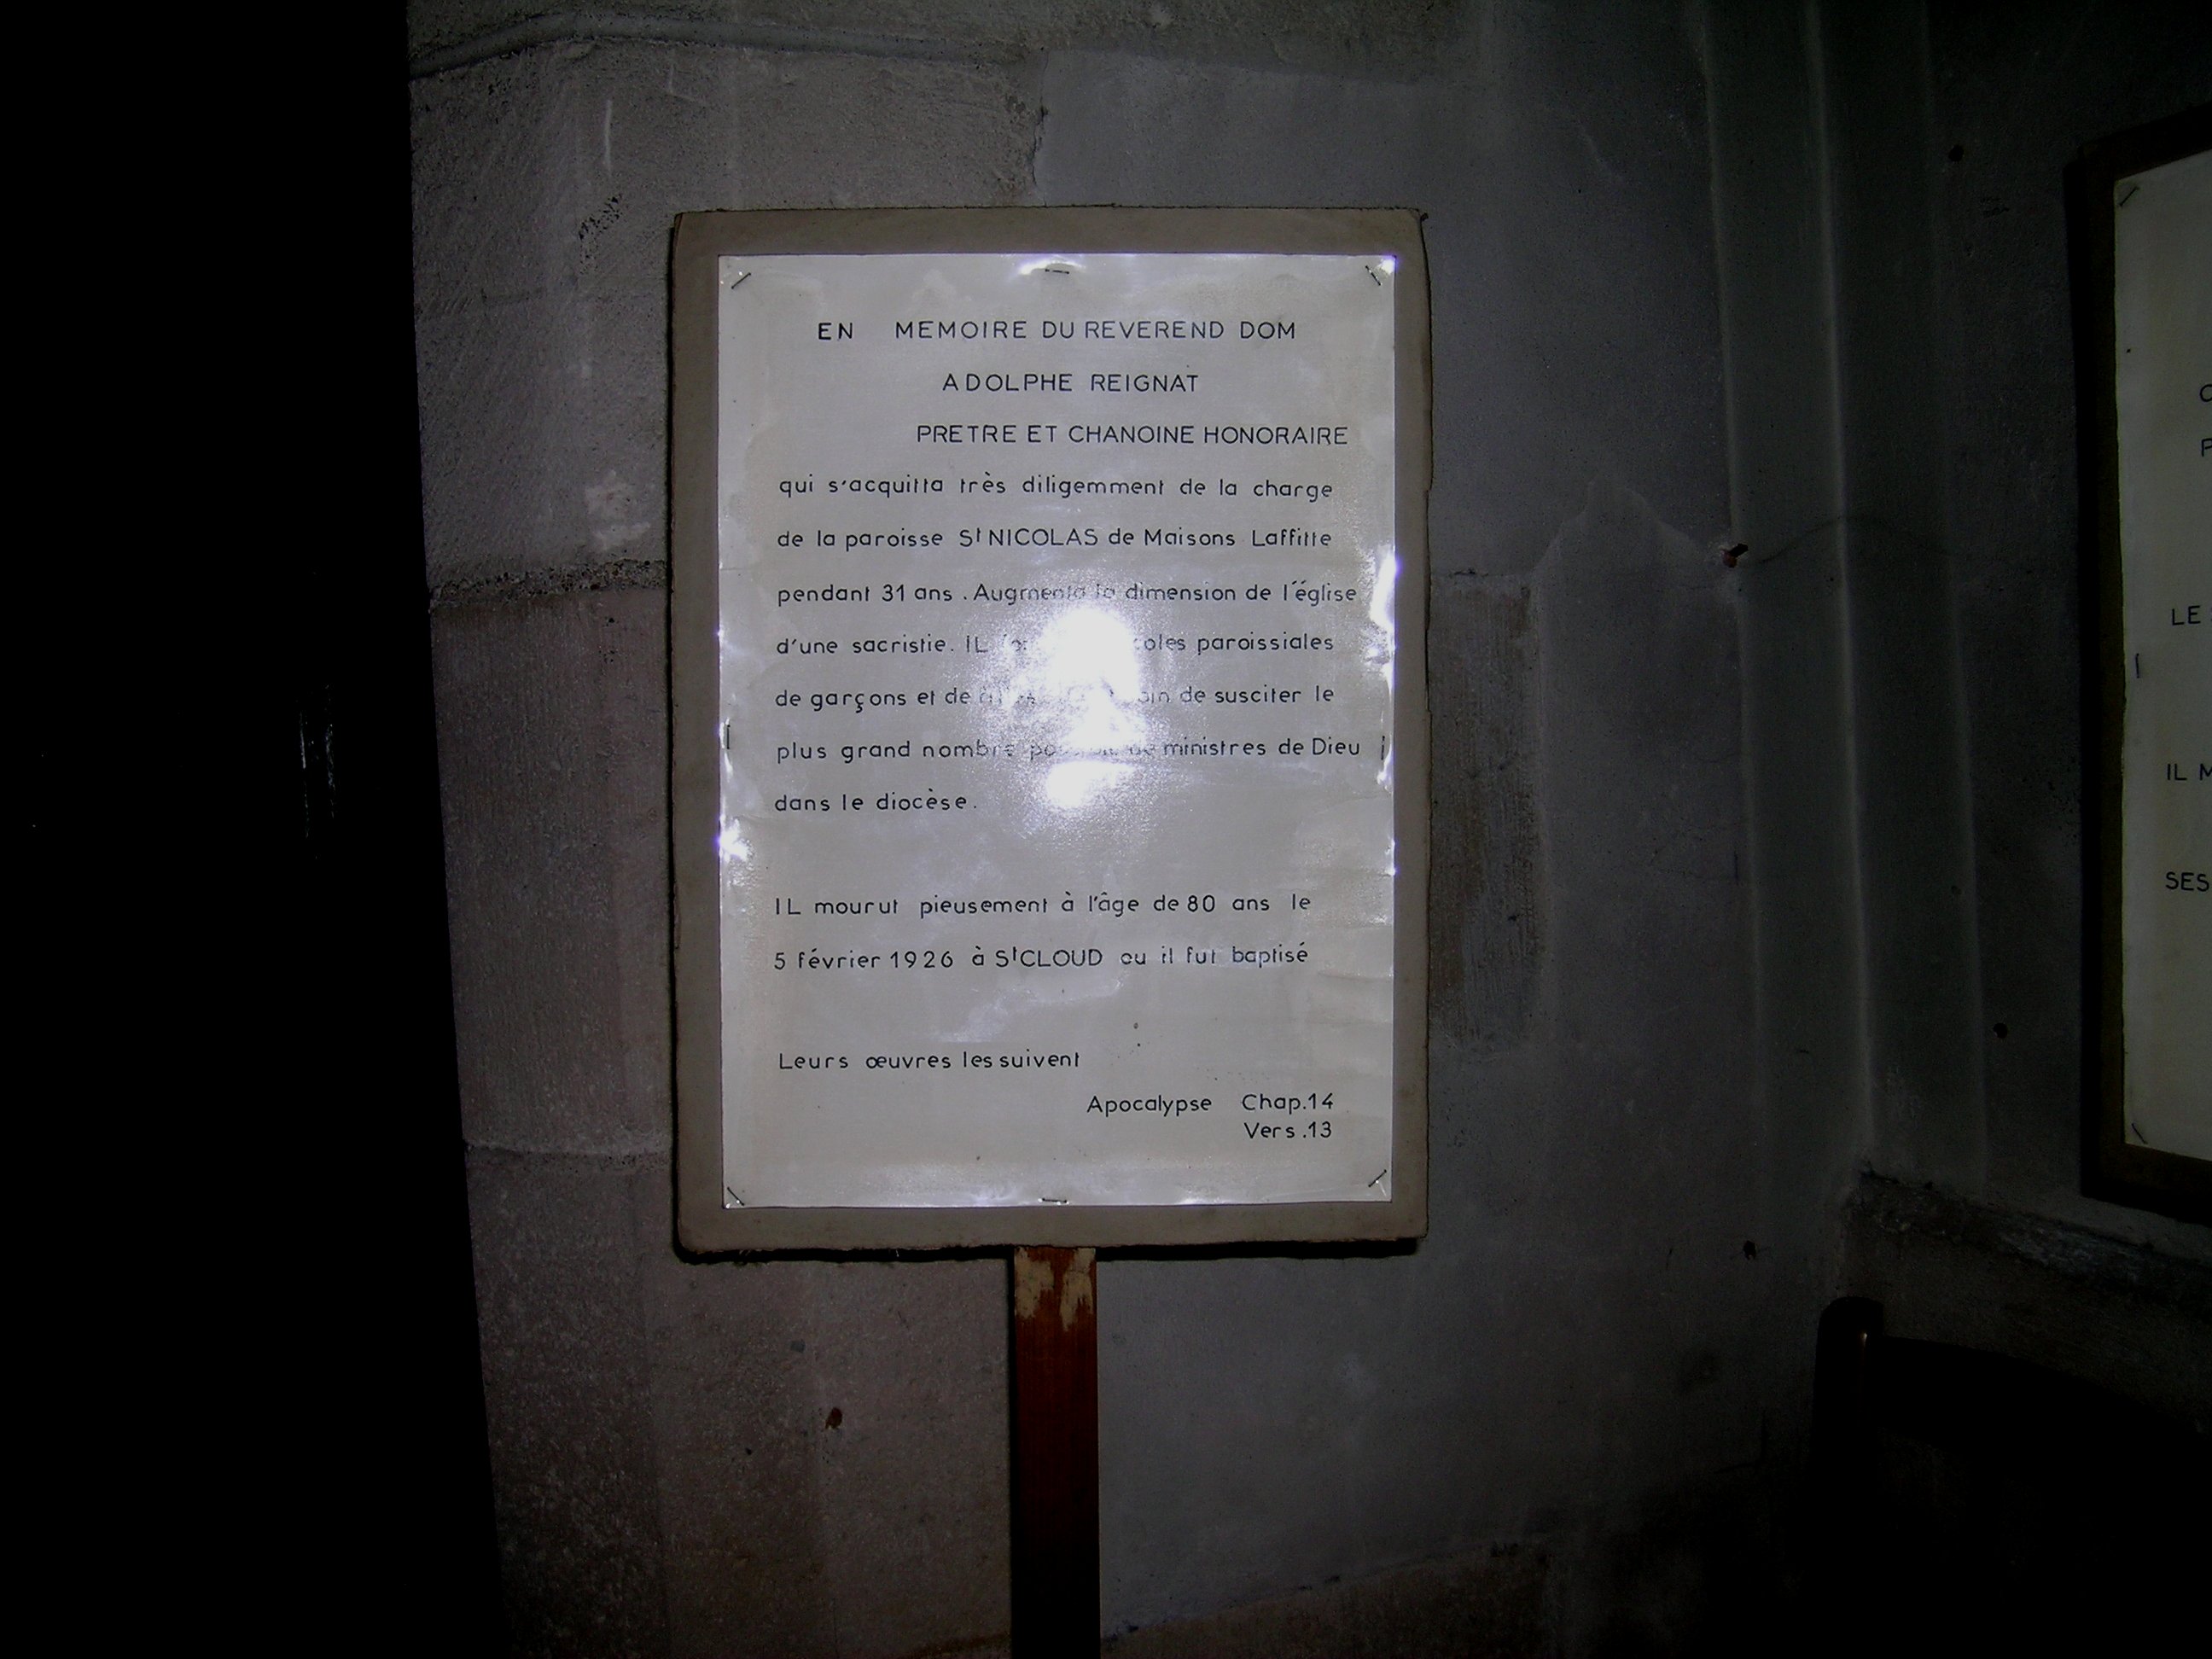 EN MEMOIRE DU REVEREND DOM
ADOLPHE REIGNAT
PRETRE ET CHANOINE HONORAIRE
qui s'acquitta très diligemment de la charge
de la paroisse St NICOLAS de Maisons Laffitte
pendant 31 ans . Augmenta la dimension de l'église
d'une sacristie. IL paroissiales
de garçons et de de susciter le
plus grand nombre de ministres de Dieu
dans le diocèse.
IL mourut pieusement à l'âge de 80 ans le
5 février 1926 à St CLOUD ou il fut baptisé
Leurs œuvres les suivent
Apocalypse Chap.14
Vers .13
LE
IL
SES